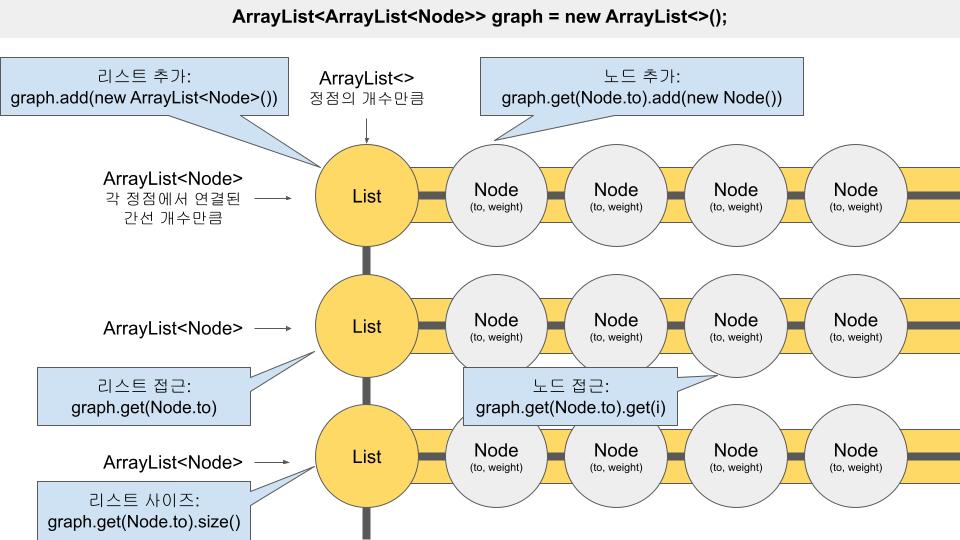 ArrayList<ArrayList<Node>> graph = new ArrayList<>();
리스트 추가:
graph.add(new ArrayList<Node>())
ArrayList<>
정점의 개수만큼
노드 추가:
graph.get(Node.to).add(new Node())
ArrayList<Node>
각 정점에서 연결된
간선 개수만큼
List
Node
(to, weight)
Node
(to, weight)
Node
(to, weight)
Node
(to, weight)
ArrayList<Node>
List
Node
(to, weight)
Node
(to, weight)
Node
(to, weight)
Node
(to, weight)
리스트 접근:
graph.get(Node.to)
노드 접근:
graph.get(Node.to).get(i)
ArrayList<Node>
List
Node
(to, weight)
Node
(to, weight)
Node
(to, weight)
Node
(to, weight)
리스트 사이즈:
graph.get(Node.to).size()